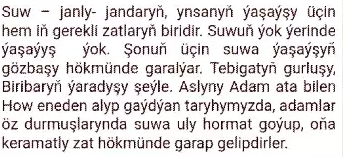 Suw – janly- jandaryň, ynsanyň ýaşaýşy üçin
hem iň gerekli zatlaryň biridir. Suwuň ýok ýerinde
ýaşaýyş ýok. Şonuň üçin suwa ýaşaýşyň
gözbaşy hökmünde garalýar. Tebigatyň gurluşy,
Biribaryň ýaradyşy şeýle. Aslyny Adam ata bilen
How eneden alyp gaýdýan taryhymyzda, adamlar
öz durmuşlarynda suwa uly hormat goýup, oňa
keramatly zat hökmünde garap gelipdirler.